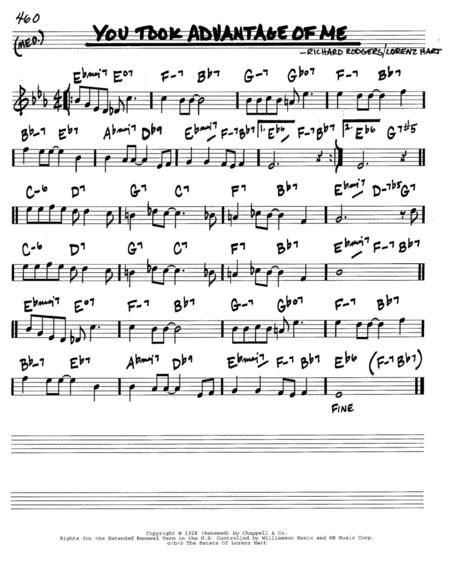 460
(MED.)
YOU TOOK ADVANTAGE OF ME
—RICHARD RODGERS/LORENZ HART
Ebmaj7 Eo7 F-7 Bb7 G-7 Gbo7 F-7 Bb7
Bb-7 Eb7 Abmaj7 Db9 Ebmaj7 F-7 Bb7 1. Eb6 F-7 Bb7 2. Eb6 G7#5
C-6 D7 G7 C7 F7 Bb7 Ebmaj7 D-7b5 G7
C-6 D7 G7 C7 F7 Bb7 Ebmaj7 F-7 Bb7
Ebmaj7 Eo7 F-7 Bb7 G-7 Gbo7 F-7 Bb7
Bb-7 Eb7 Abmaj7 Db9 Ebmaj7 F-7 Bb7 Eb6 (F-7 Bb7)
FINE
Copyright © 1928 (Renewed) by Chappell & Co.
Rights for the Extended Renewal Term in the U.S. Controlled by Williamson Music and WB Music Corp.
o/b/o The Estate Of Lorenz Hart